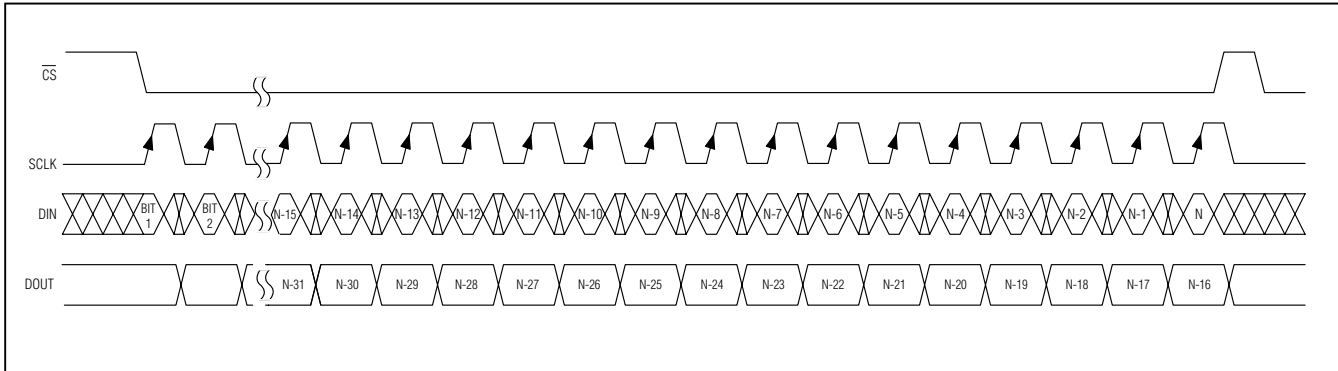 CS
SCLK
DIN BIT 1 BIT 2 N-15 N-14 N-13 N-12 N-11 N-10 N-9 N-8 N-7 N-6 N-5 N-4 N-3 N-2 N-1 N
DOUT N-31 N-30 N-29 N-28 N-27 N-26 N-25 N-24 N-23 N-22 N-21 N-20 N-19 N-18 N-17 N-16